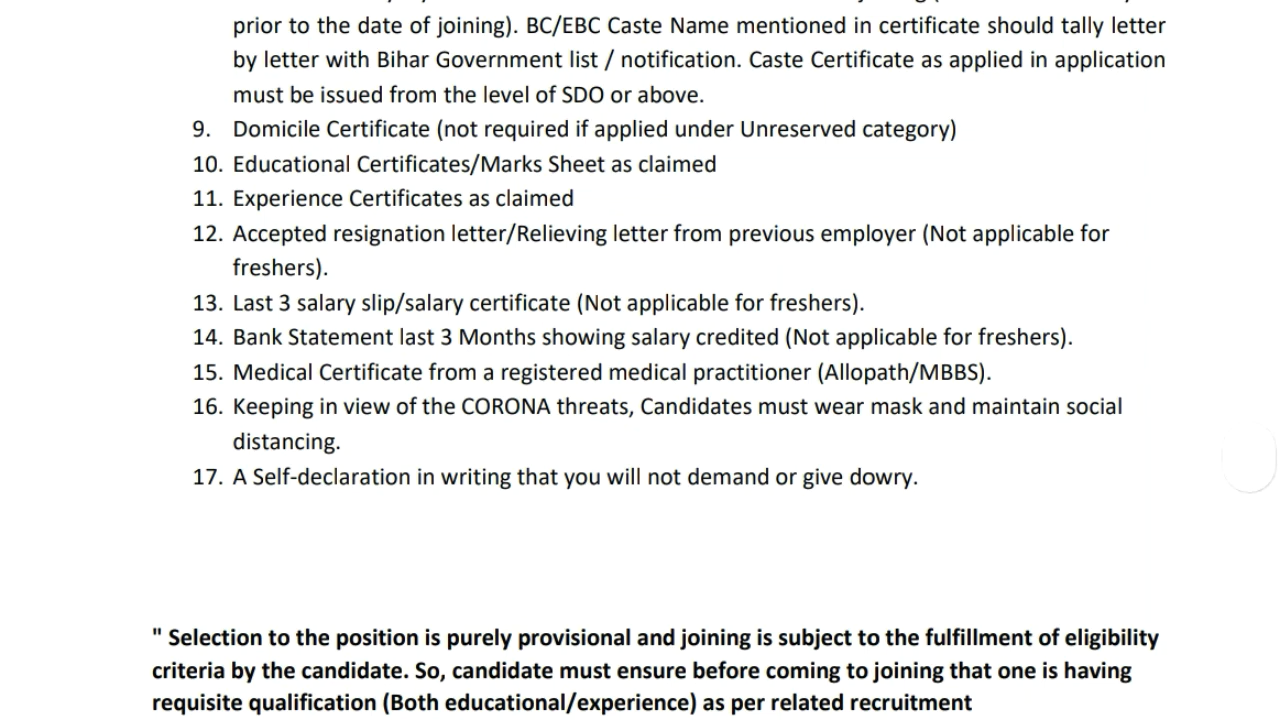 prior to the date of joining). BC/EBC Caste Name mentioned in certificate should tally letter
by letter with Bihar Government list / notification. Caste Certificate as applied in application
must be issued from the level of SDO or above.
9. Domicile Certificate (not required if applied under Unreserved category)
10. Educational Certificates/Marks Sheet as claimed
11. Experience Certificates as claimed
12. Accepted resignation letter/Relieving letter from previous employer (Not applicable for
freshers).
13. Last 3 salary slip/salary certificate (Not applicable for freshers).
14. Bank Statement last 3 Months showing salary credited (Not applicable for freshers).
15. Medical Certificate from a registered medical practitioner (Allopath/MBBS).
16. Keeping in view of the CORONA threats, Candidates must wear mask and maintain social
distancing.
17. A Self-declaration in writing that you will not demand or give dowry.
" Selection to the position is purely provisional and joining is subject to the fulfillment of eligibility
criteria by the candidate. So, candidate must ensure before coming to joining that one is having
requisite qualification (Both educational/experience) as per related recruitment